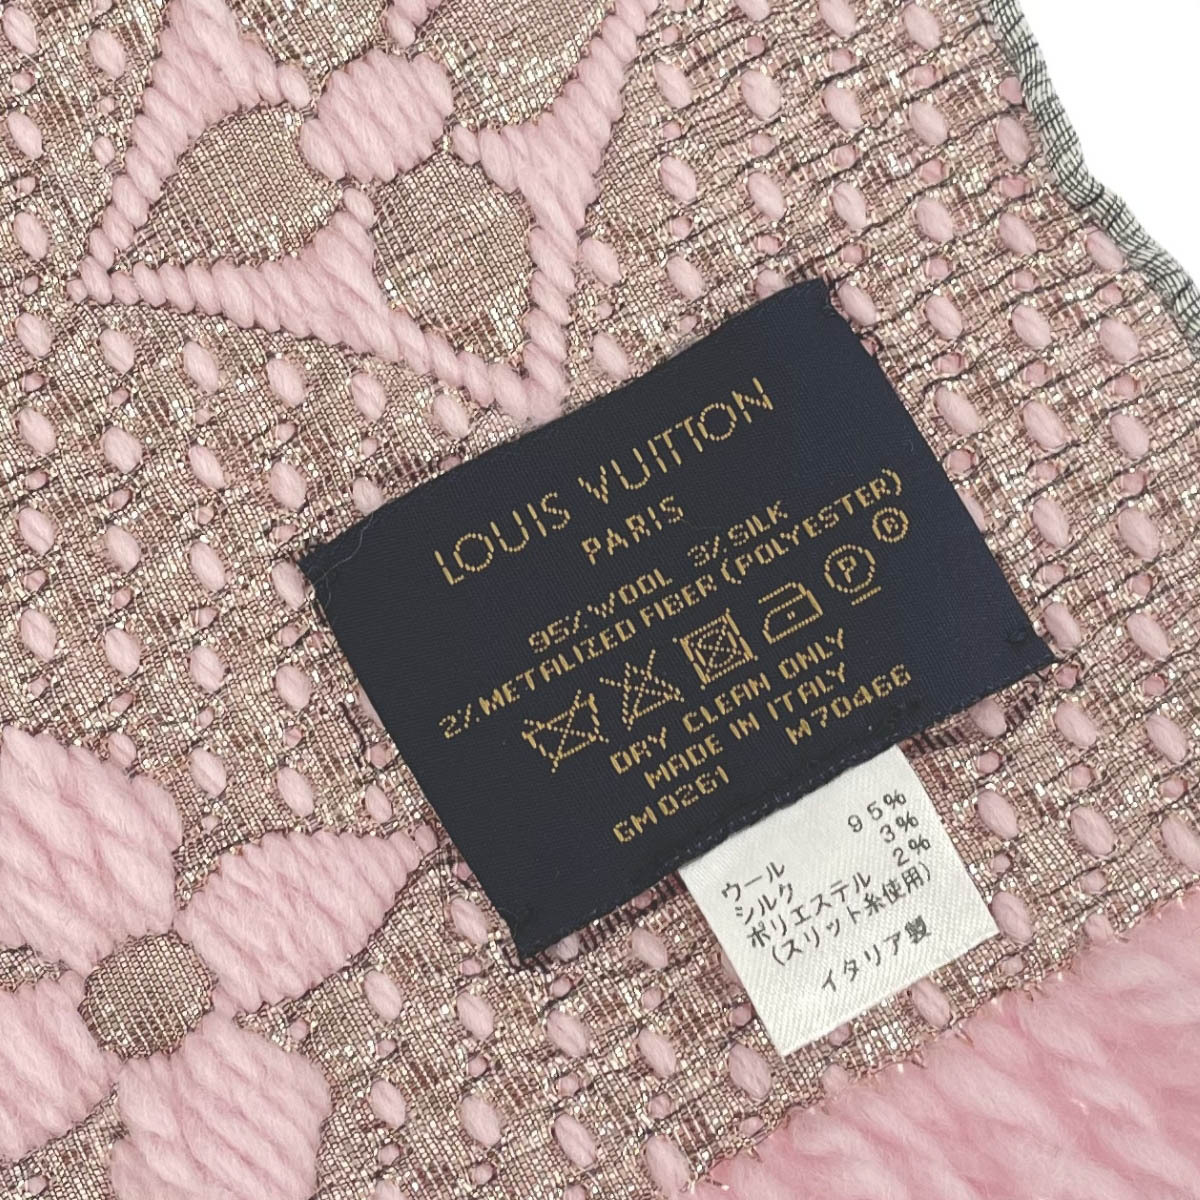 LOUIS VUITTON
PARIS
95% WOOL 3% SILK
2% METALIZED FIBER (POLYESTER)
P P
DRY CLEAN ONLY
MADE IN ITALY
GM0261 M70466
ウール 95%
シルク 3%
ポリエステル 2%
(スリット糸使用)
イタリア製